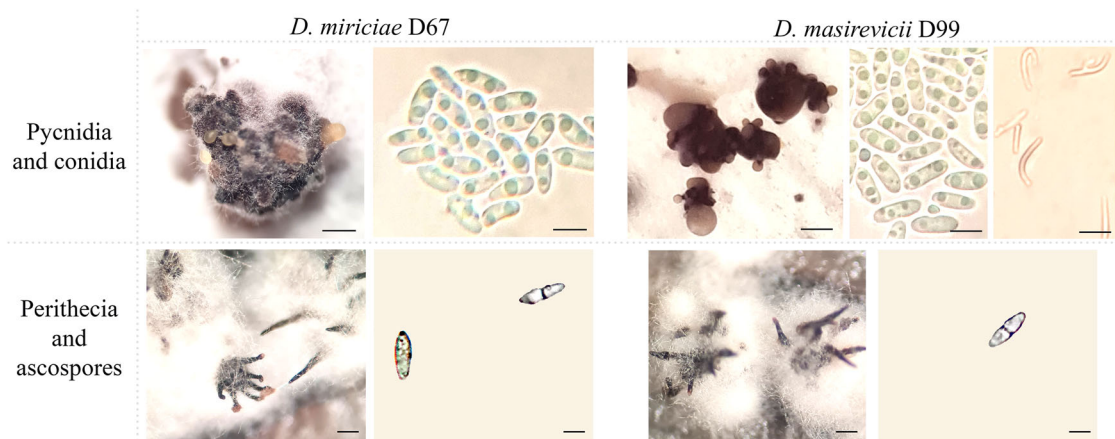 D. miriciae D67
D. masirevicii D99
Pycnidia
and conidia
Perithecia
and
ascospores